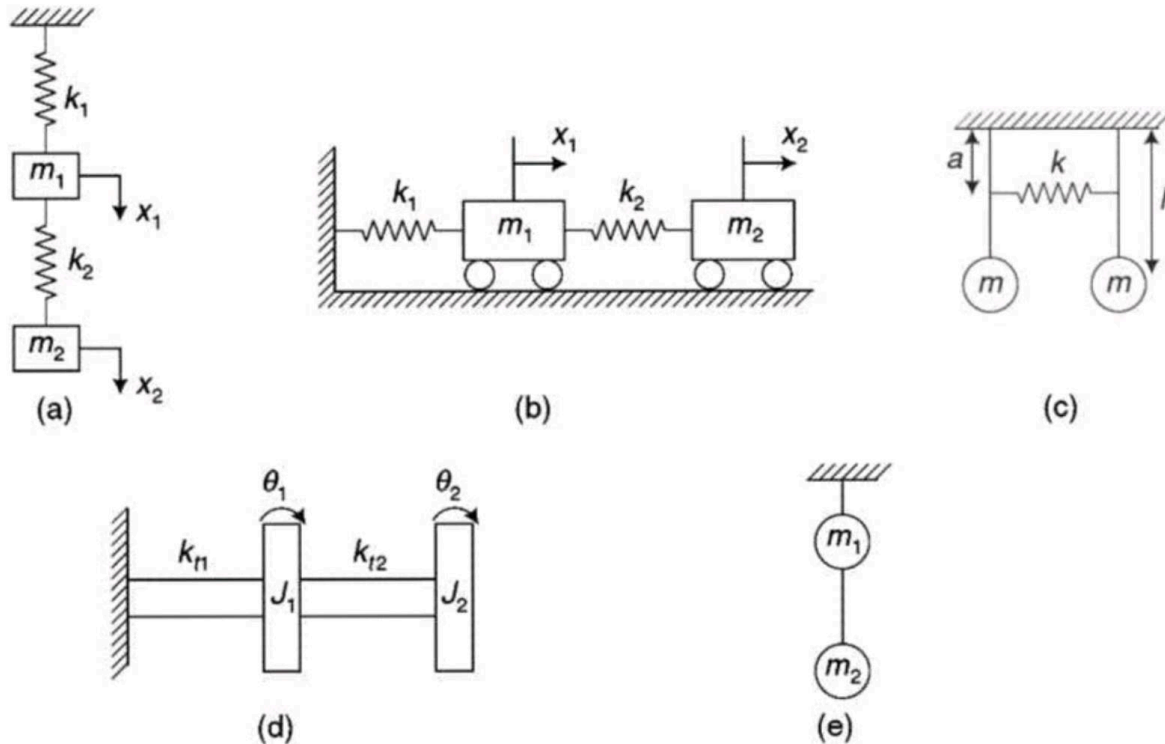 k₁
m₁
x₁
k₂
m₂
x₂
(a)
x₁
x₂
k₁
m₁
k₂
m₂
(b)
a
k
l
m
m
(c)
θ₁
θ₂
kₜ₁
kₜ₂
J₁
J₂
(d)
m₁
m₂
(e)